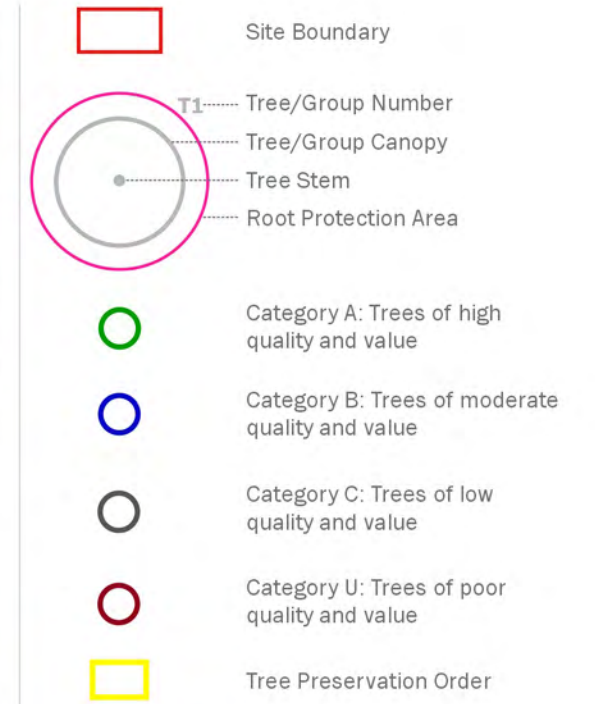 Site Boundary
T1
Tree/Group Number
Tree/Group Canopy
Tree Stem
Root Protection Area
Category A: Trees of high
quality and value
Category B: Trees of moderate
quality and value
Category C: Trees of low
quality and value
Category U: Trees of poor
quality and value
Tree Preservation Order